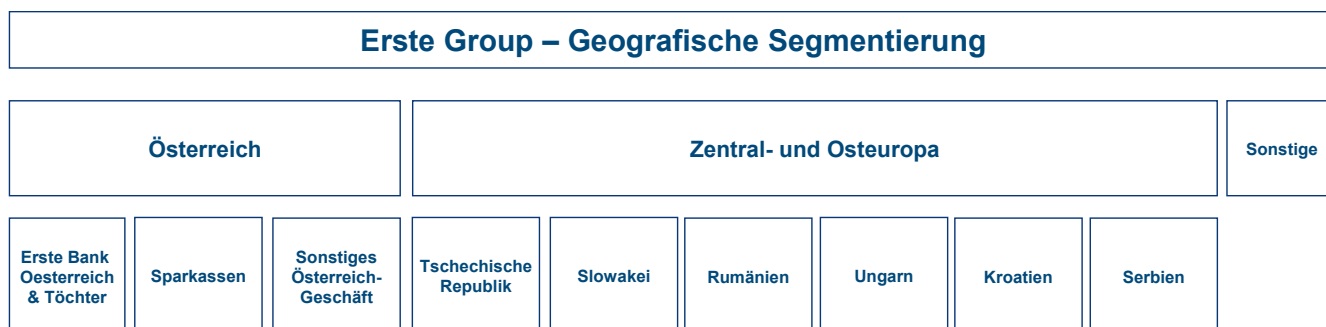 Erste Group – Geografische Segmentierung
Österreich
Zentral- und Osteuropa
Sonstige
Erste Bank
Oesterreich
& Töchter
Sparkassen
Sonstiges
Österreich-
Geschäft
Tschechische
Republik
Slowakei
Rumänien
Ungarn
Kroatien
Serbien